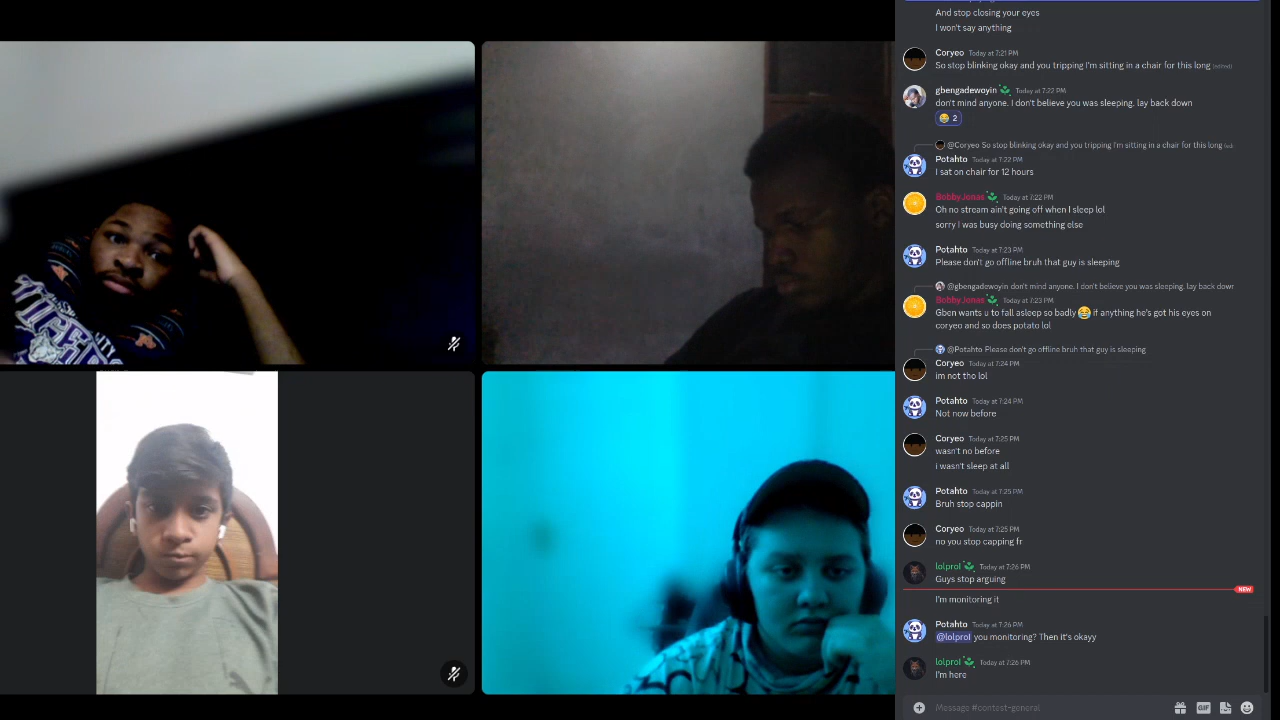 And stop closing your eyes
I won't say anything
Coryeo Today at 7:21 PM
So stop blinking okay and you tripping I'm sitting in a chair for this long (edited)
gbengadewoyin Today at 7:22 PM
don't mind anyone. I don't believe you was sleeping. lay back down
😂 2
@Coryeo So stop blinking okay and you tripping I'm sitting in a chair for this long
Potahto Today at 7:22 PM
I sat on chair for 12 hours
BobbyJonas Today at 7:22 PM
Oh no stream ain't going off when I sleep lol
sorry I was busy doing something else
Potahto Today at 7:23 PM
Please don't go offline bruh that guy is sleeping
@gbengadewoyin don't mind anyone. I don't believe you was sleeping. lay back down
BobbyJonas Today at 7:23 PM
Gben wants u to fall asleep so badly 😂 if anything he's got his eyes on
coryeo and so does potato lol
@Potahto Please don't go offline bruh that guy is sleeping
Coryeo Today at 7:24 PM
im not tho lol
Potahto Today at 7:24 PM
Not now before
Coryeo Today at 7:25 PM
wasn't no before
i wasn't sleep at all
Potahto Today at 7:25 PM
Bruh stop cappin
Coryeo Today at 7:25 PM
no you stop capping fr
lolprol Today at 7:26 PM
Guys stop arguing
NEW
I'm monitoring it
Potahto Today at 7:26 PM
@lolprol you monitoring? Then it's okayy
lolprol Today at 7:26 PM
I'm here
Message #contest-general
GIF